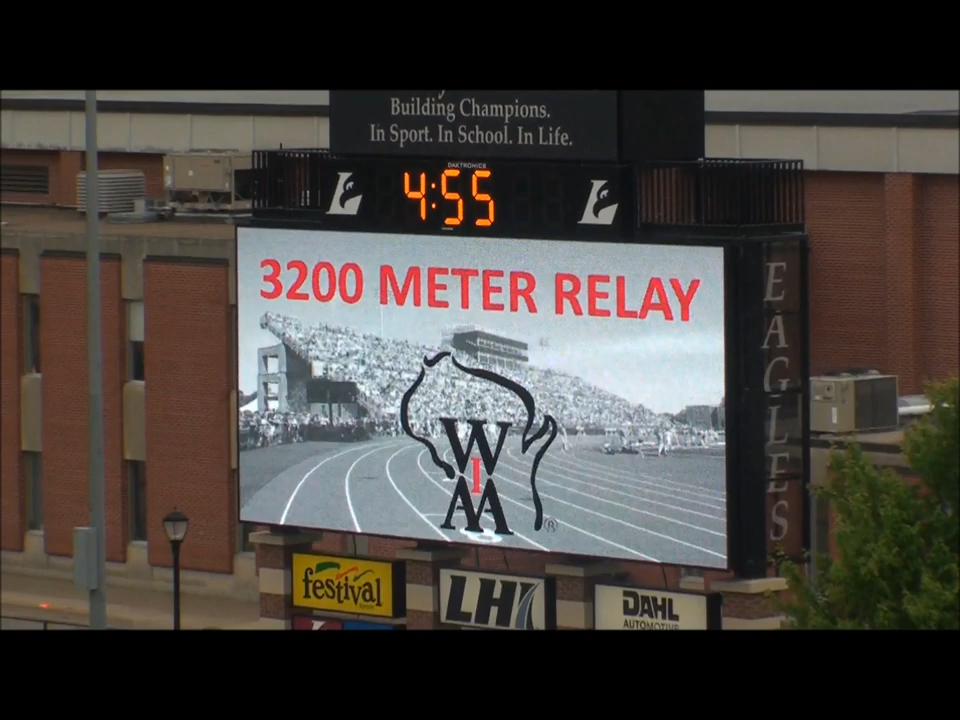 Building Champions.
In Sport. In School. In Life.
DAKTRONICS
L
4:55
L
3200 METER RELAY
W
I
AA
®
EAGLES
festival
LHI
DAHL
AUTOMOTIVE